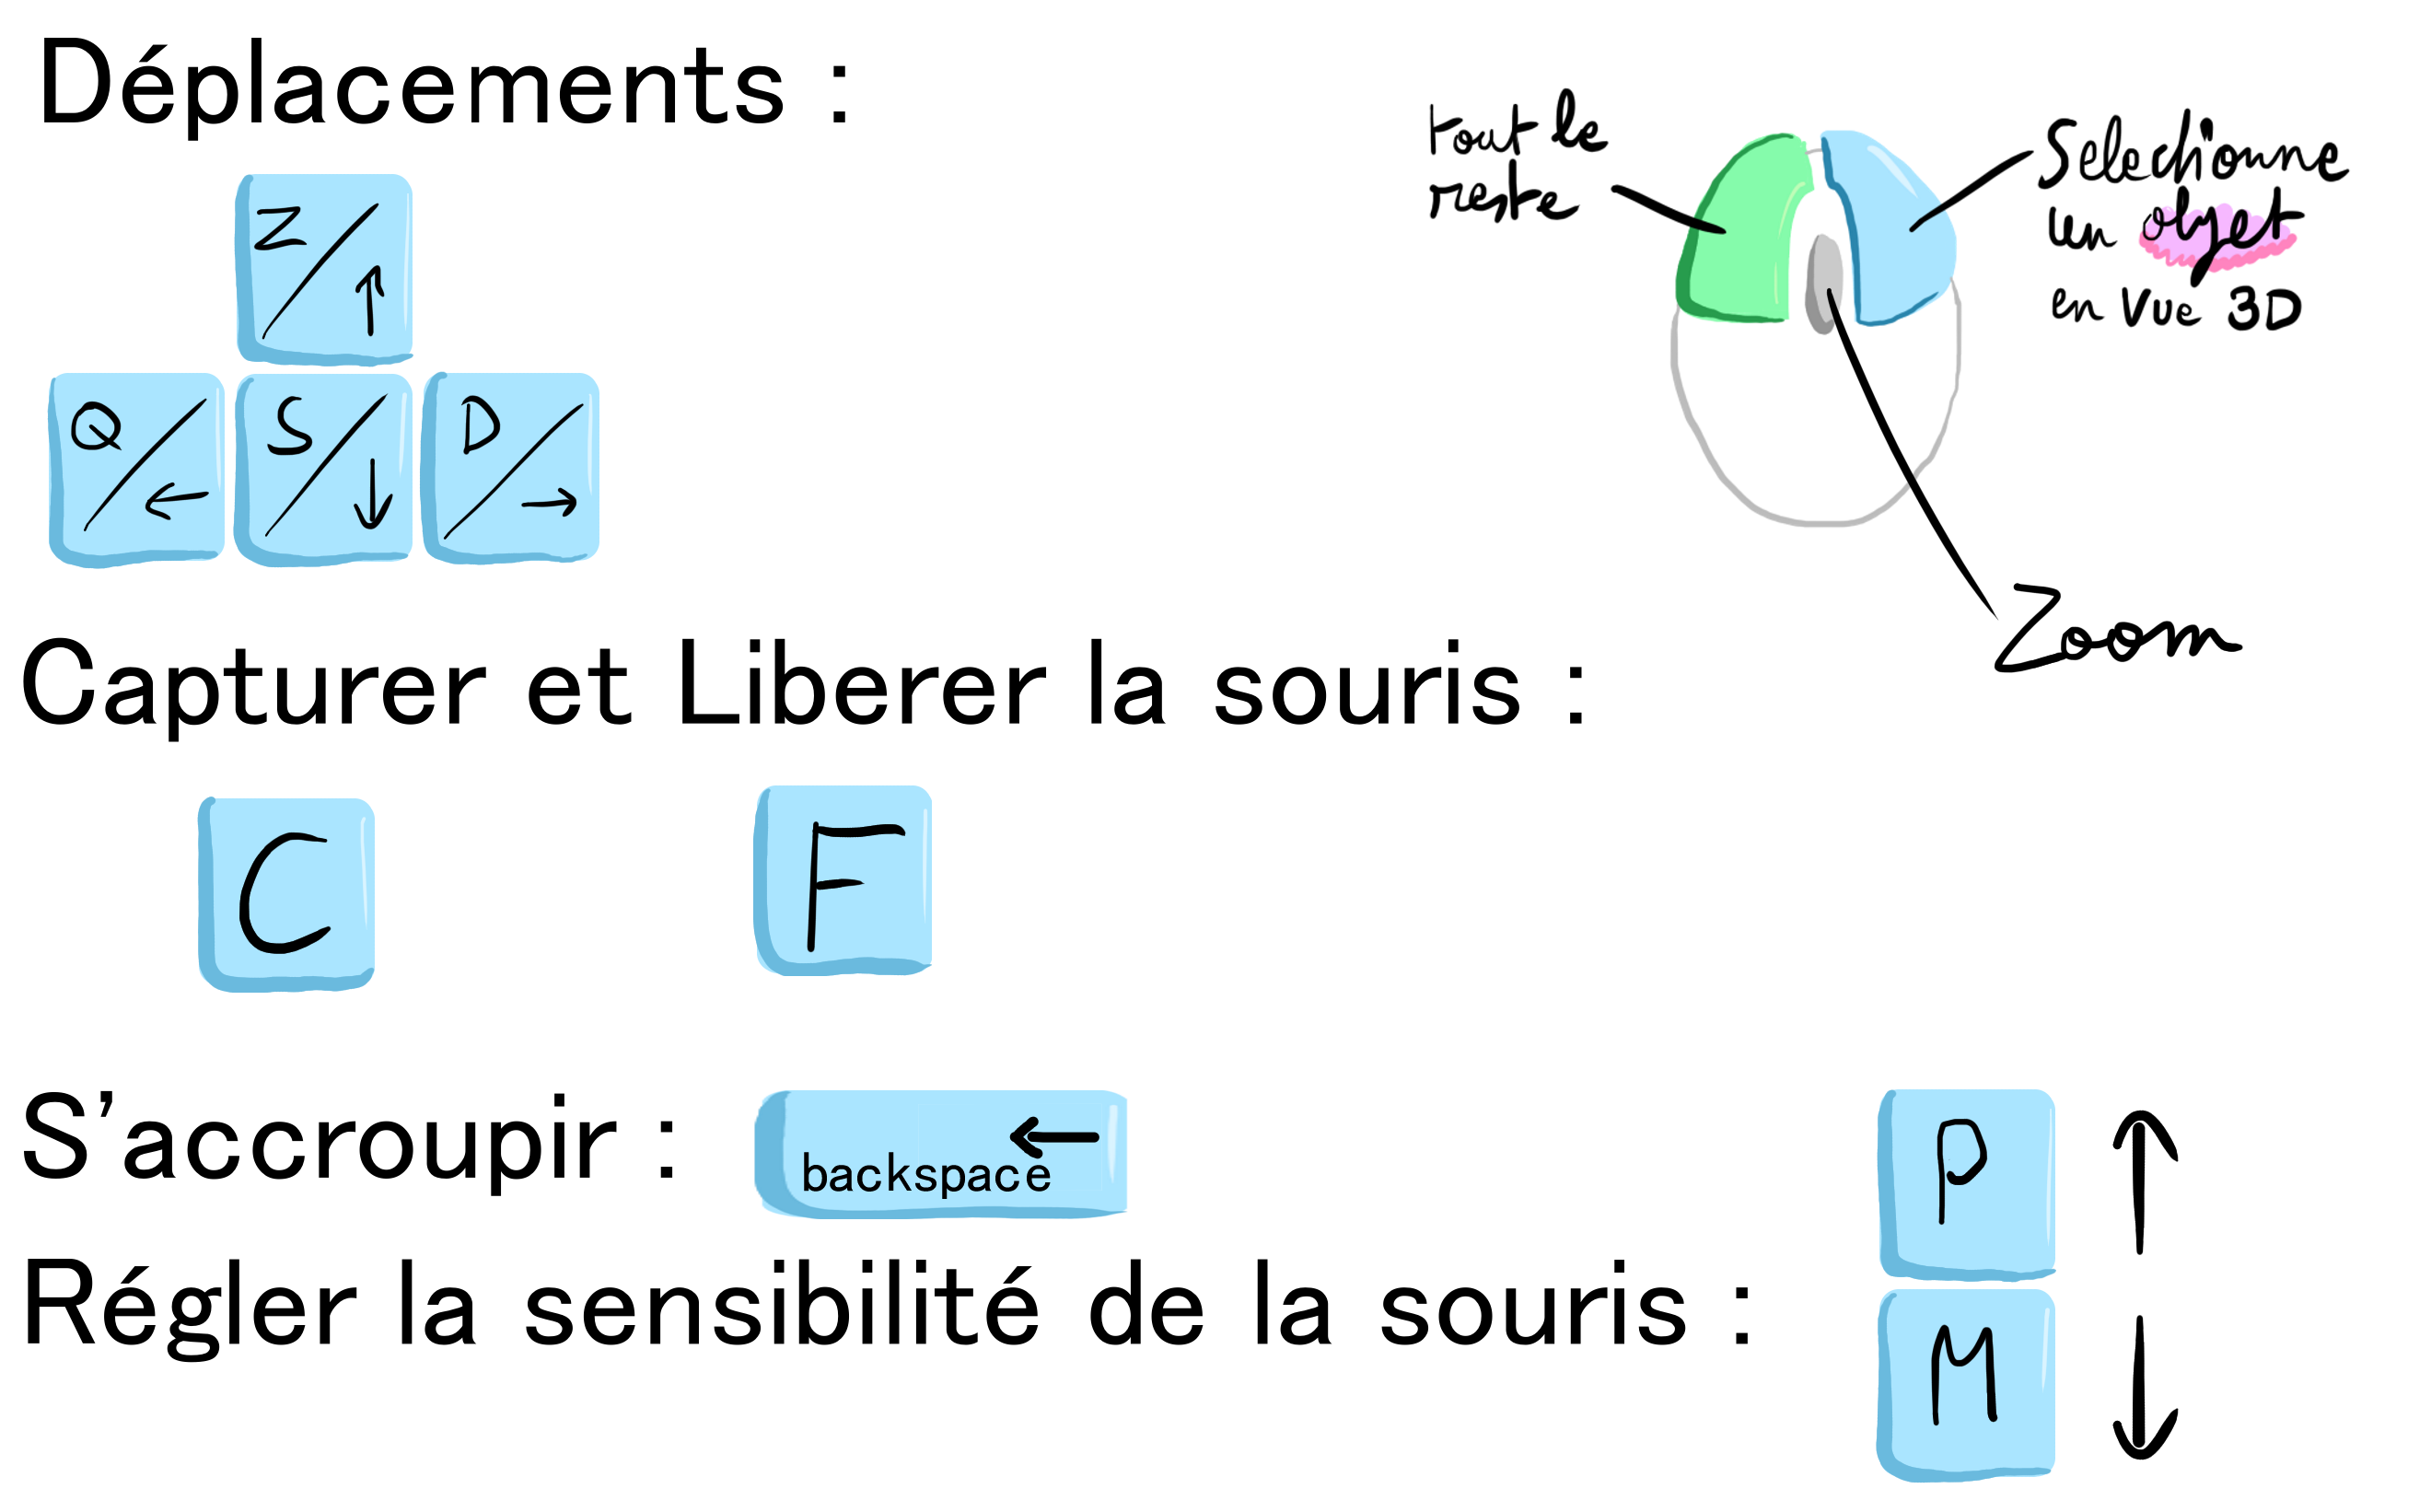 Déplacements :
tout le
reste
Selectionne
un objet
en Vue 3D
Z/↑
Q/←
S/↓
D/→
Zoom
Capturer et Liberer la souris :
C
F
S'accroupir :
←
backspace
P ↑
Régler la sensibilité de la souris :
M ↓